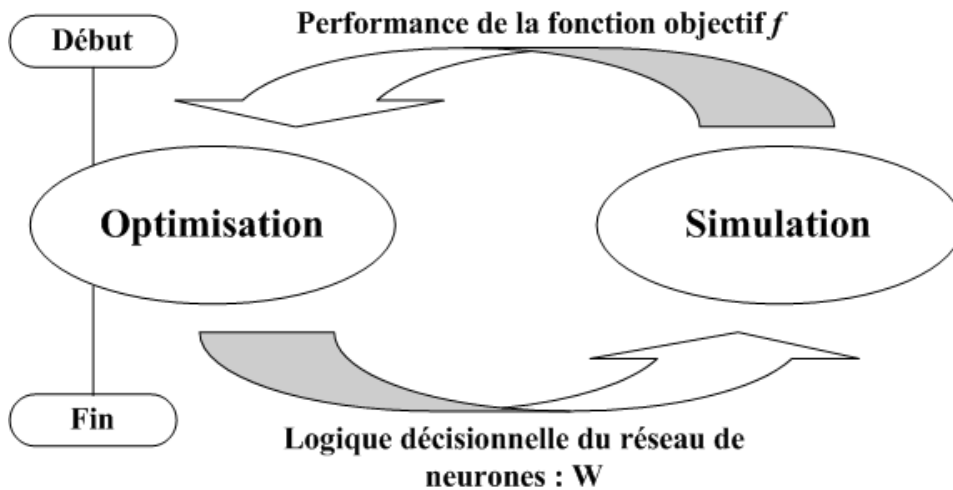 Performance de la fonction objectif f
Début
Optimisation
Simulation
Fin
Logique décisionnelle du réseau de
neurones : W